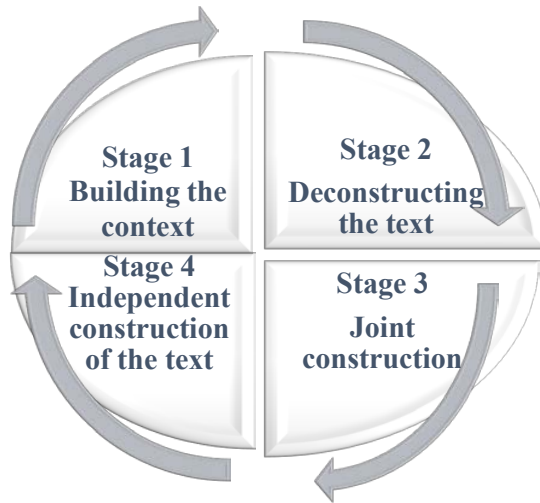 Stage 1
Building the
context
Stage 2
Deconstructing
the text
Stage 3
Joint
construction
Stage 4
Independent
construction
of the text